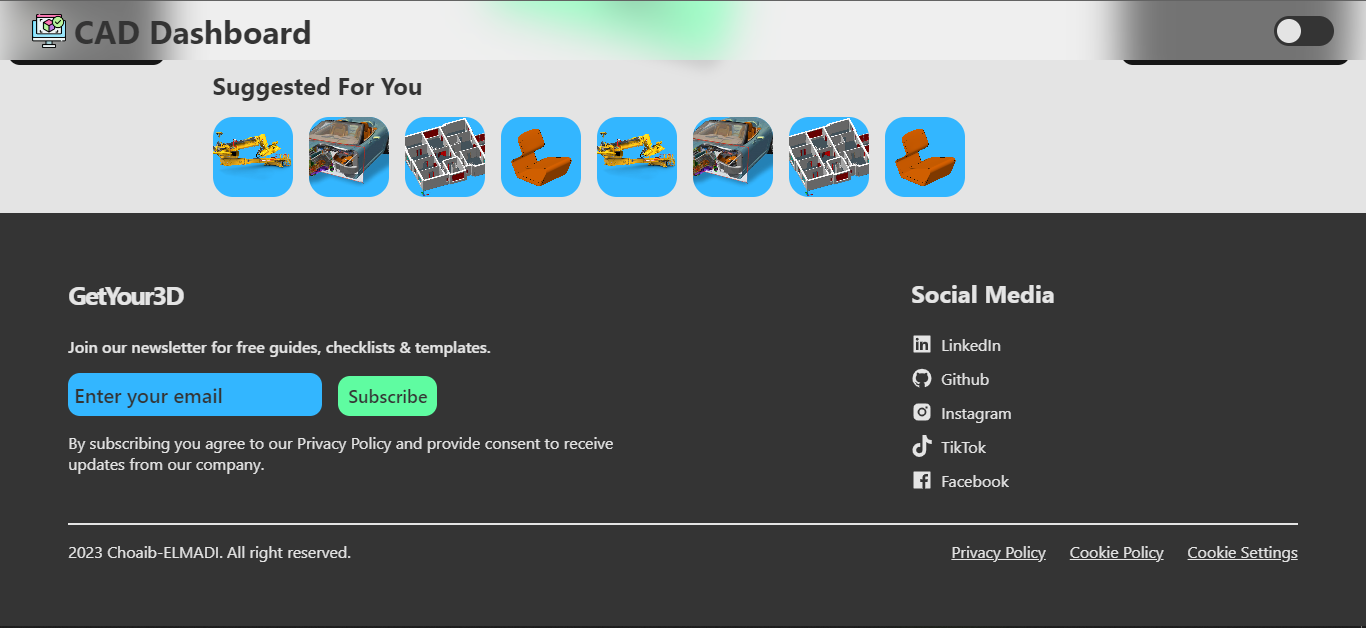 CAD Dashboard
Suggested For You
GetYour3D
Join our newsletter for free guides, checklists & templates.
Enter your email
Subscribe
By subscribing you agree to our Privacy Policy and provide consent to receive
updates from our company.
Social Media
LinkedIn
Github
Instagram
TikTok
Facebook
2023 Choaib-ELMADI. All right reserved.
Privacy Policy
Cookie Policy
Cookie Settings